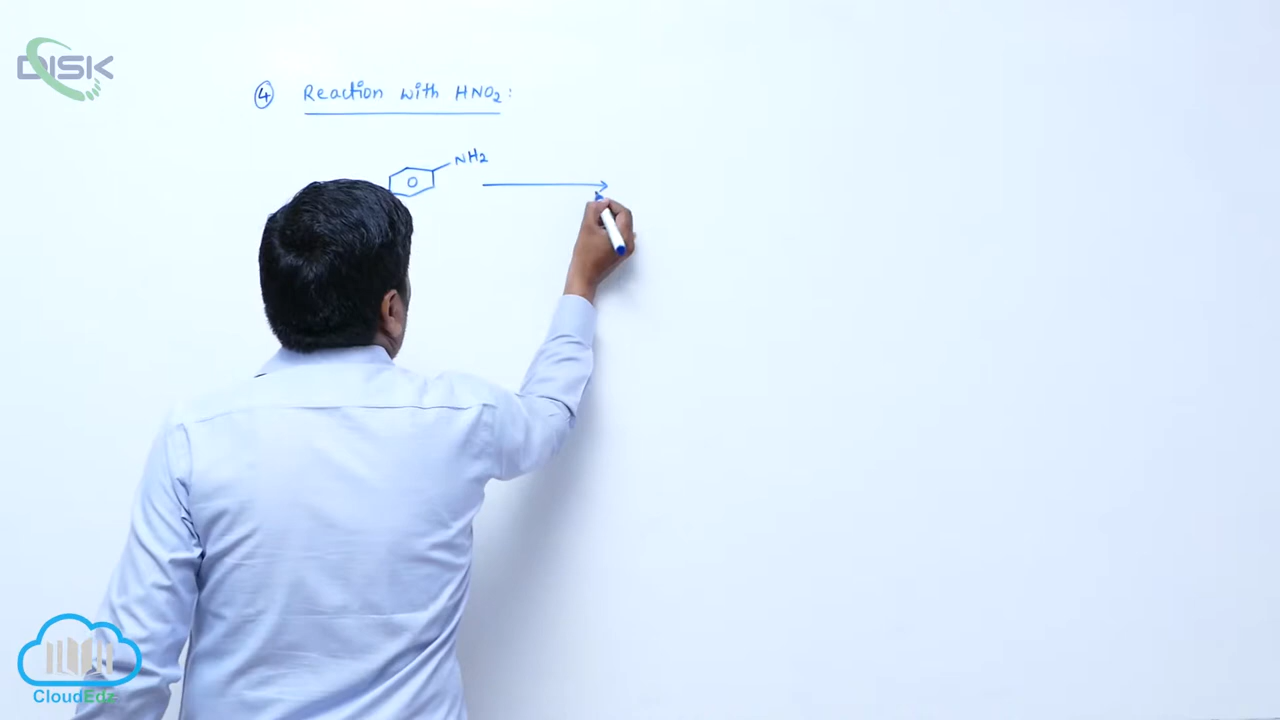 DISK
④ Reaction with HNO₂:
NH₂
CloudEdz